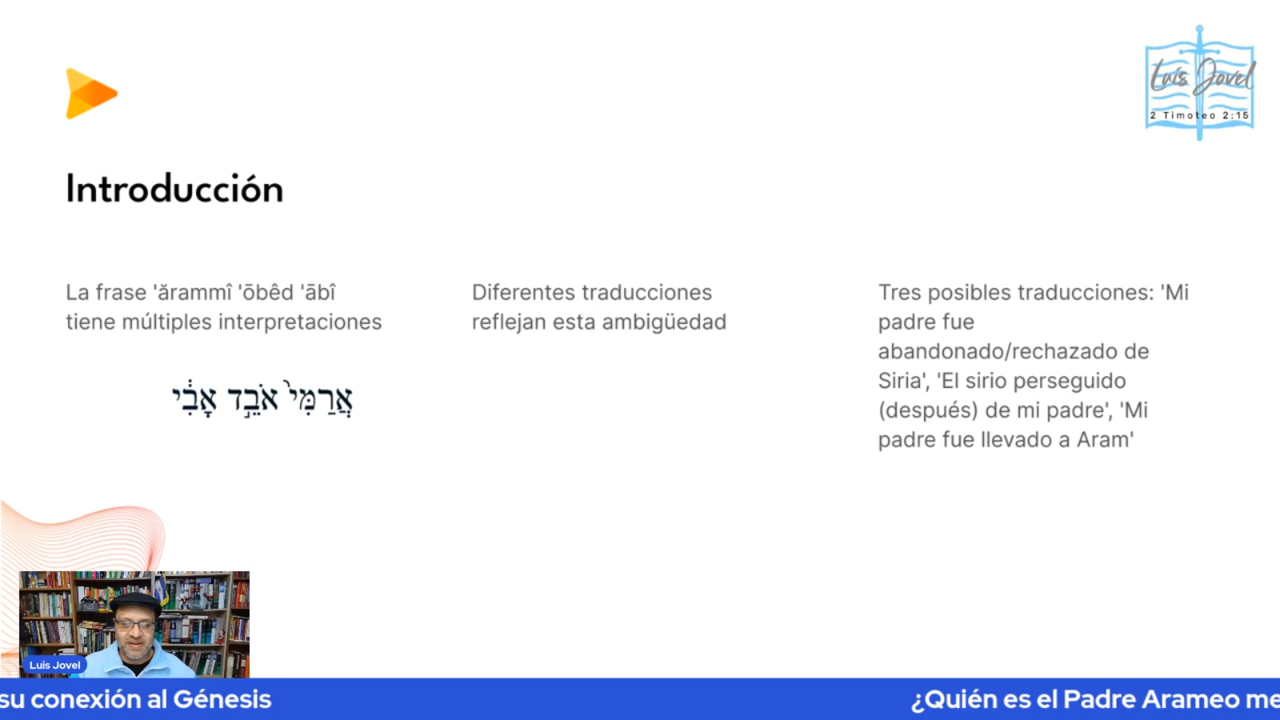 Luis Jovel
2 Timoteo 2:15
Introducción
La frase 'ărammî 'ōbêd 'ābî
tiene múltiples interpretaciones
אֲרַמִּי֙ אֹבֵ֣ד אָבִ֔י
Diferentes traducciones
reflejan esta ambigüedad
Tres posibles traducciones: 'Mi
padre fue
abandonado/rechazado de
Siria', 'El sirio perseguido
(después) de mi padre', 'Mi
padre fue llevado a Aram'
Luis Jovel
su conexión al Génesis
¿Quién es el Padre Arameo me